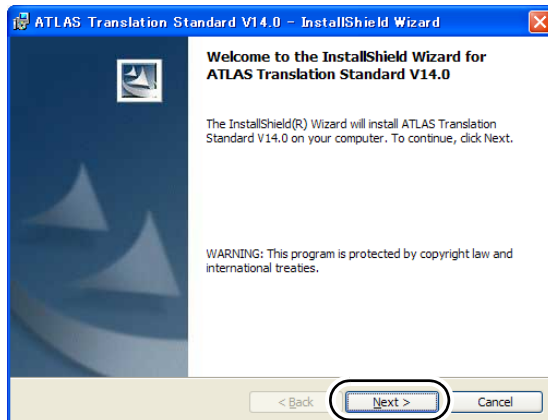 ATLAS Translation Standard V14.0 - InstallShield Wizard
Welcome to the InstallShield Wizard for
ATLAS Translation Standard V14.0
The InstallShield(R) Wizard will install ATLAS Translation
Standard V14.0 on your computer. To continue, click Next.
WARNING: This program is protected by copyright law and
international treaties.
< Back Next > Cancel